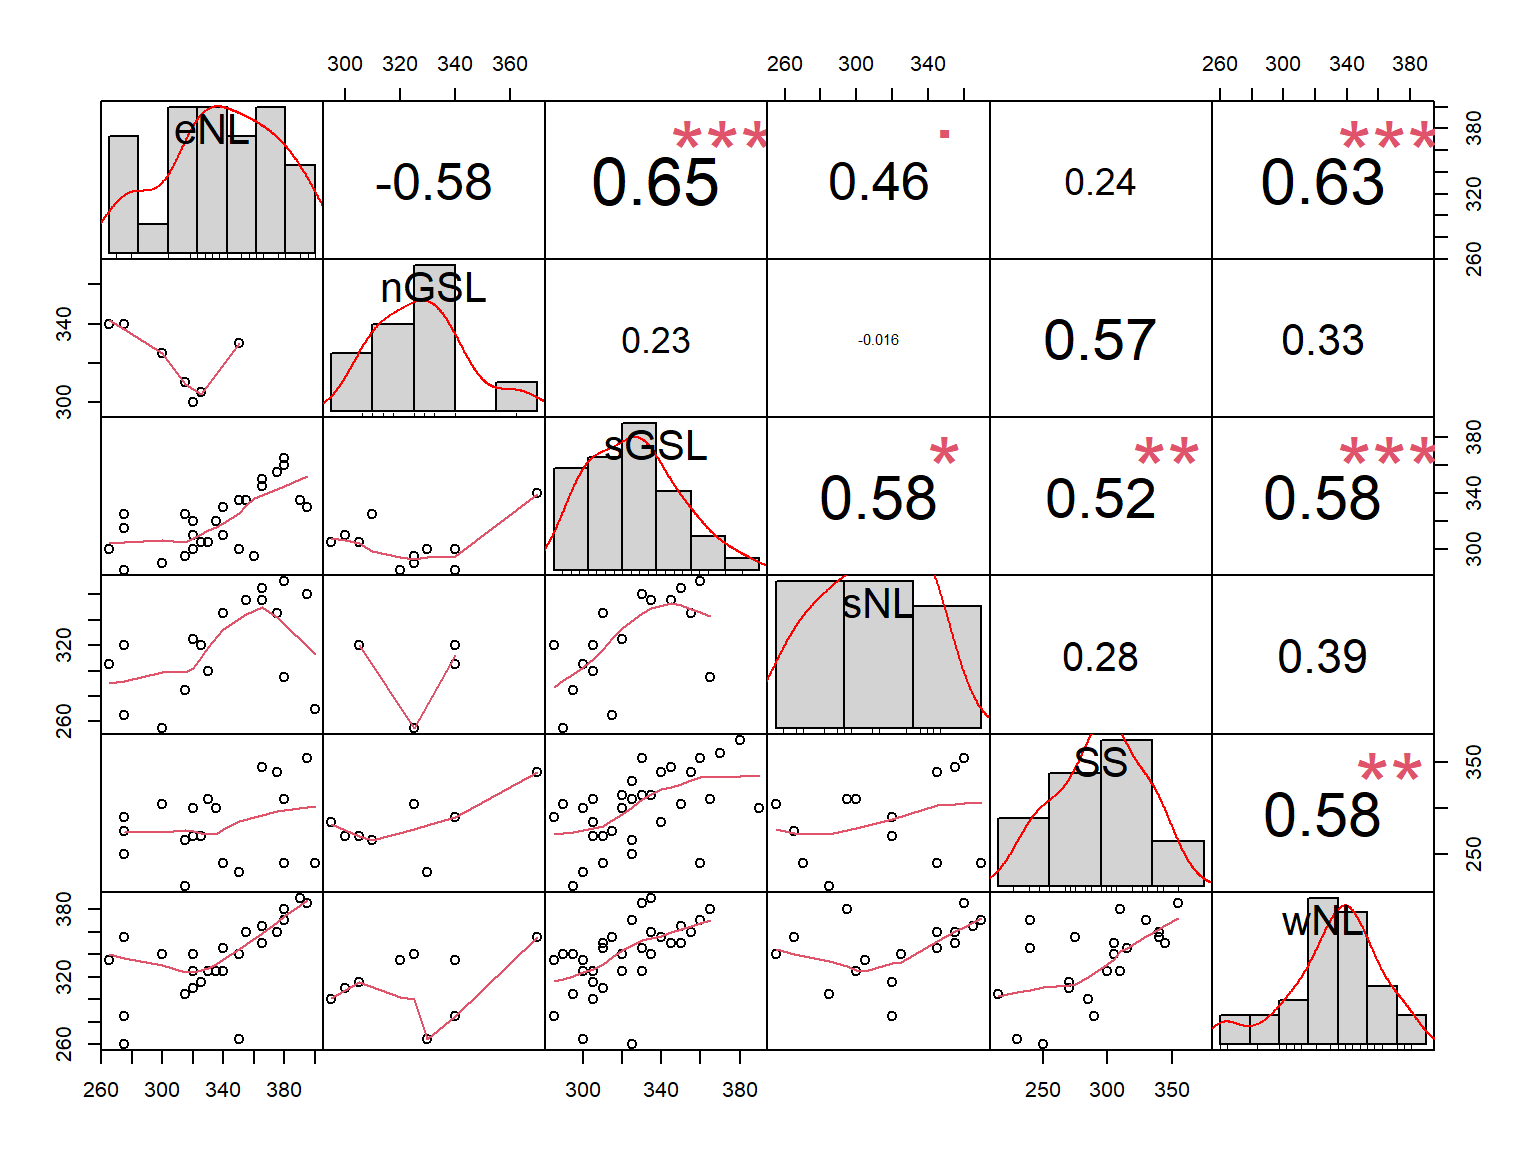 300 320 340 360 260 300 340 260 300 340 380
eNL -0.58 0.65 *** 0.46 . 0.24 0.63 *** 260 320 380
300 340 nGSL 0.23 -0.016 0.57 0.33
sGSL 0.58 * 0.52 ** 0.58 *** 300 340 380
260 320 sNL 0.28 0.39
SS 0.58 ** 250 350
260 320 380 wNL
260 300 340 380 300 340 380 250 300 350